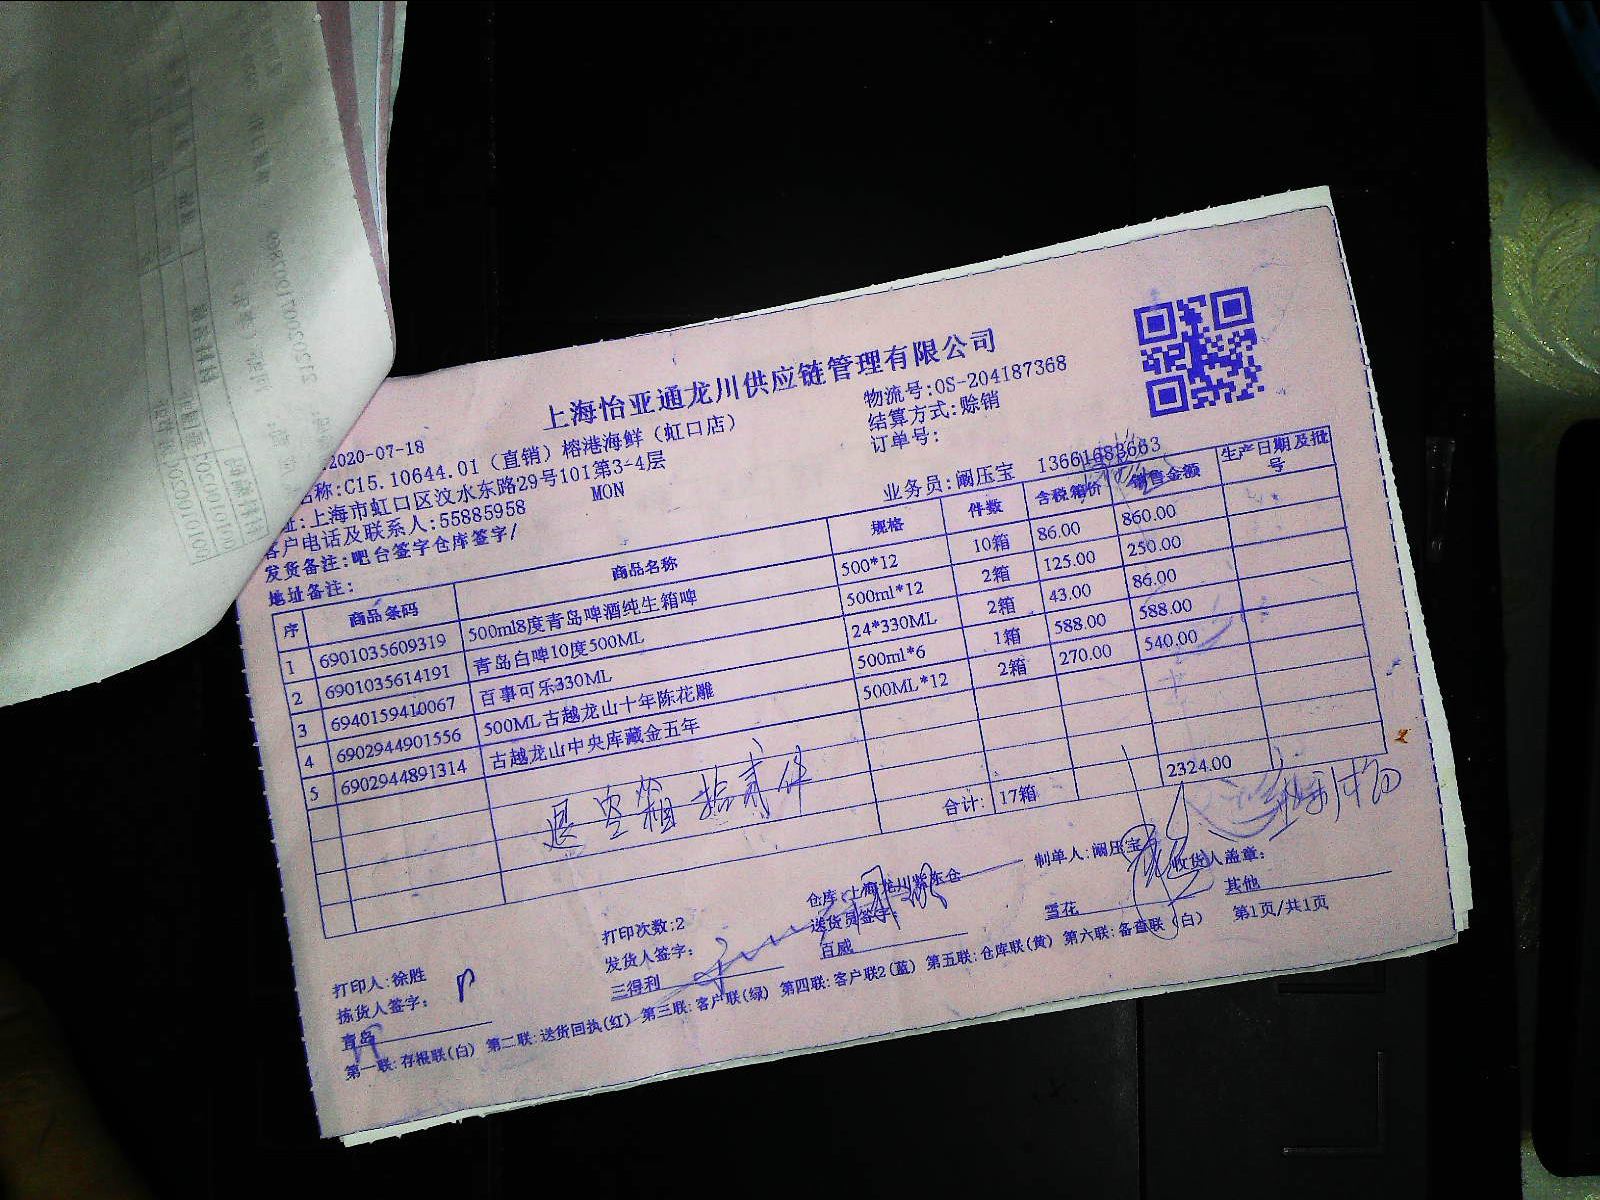 上海怡亚通龙川供应链管理有限公司
物流号:OS-204187368
2020-07-18
结算方式:赊销
称:C15.10644.01（直销）榕港海鲜（虹口店）
订单号:
址:上海市虹口区汶水东路29号101第3-4层
客户电话及联系人:55885958 MON
业务员:阚压宝 13661683663
发货备注:吧台签字仓库签字/
地址备注:
序 商品条码 商品名称 规格 件数 含税箱价 销售金额 生产日期及批号
1 6901035609319 500ml8度青岛啤酒纯生箱啤 500*12 10箱 86.00 860.00
2 6901035614191 青岛白啤10度500ML 500ml*12 2箱 125.00 250.00
3 6940159410067 百事可乐330ML 24*330ML 2箱 43.00 86.00
4 6902944901556 500ML古越龙山十年陈花雕 500ml*6 1箱 588.00 588.00
5 6902944891314 古越龙山中央库藏金五年 500ML*12 2箱 270.00 540.00
退空箱拾贰件
合计: 17箱 2324.00
打印人:徐胜 打印次数:2 仓库:上海龙川 仓 制单人:阚压宝 收货人盖章:
拣货人签字: 发货人签字: 送货员签字:
青岛 三得利 百威 雪花 其他
第一联:存根联(白) 第二联:送货回执(红) 第三联:客户联(绿) 第四联:客户联2(蓝) 第五联:仓库联(黄) 第六联:备查联(白) 第1页/共1页